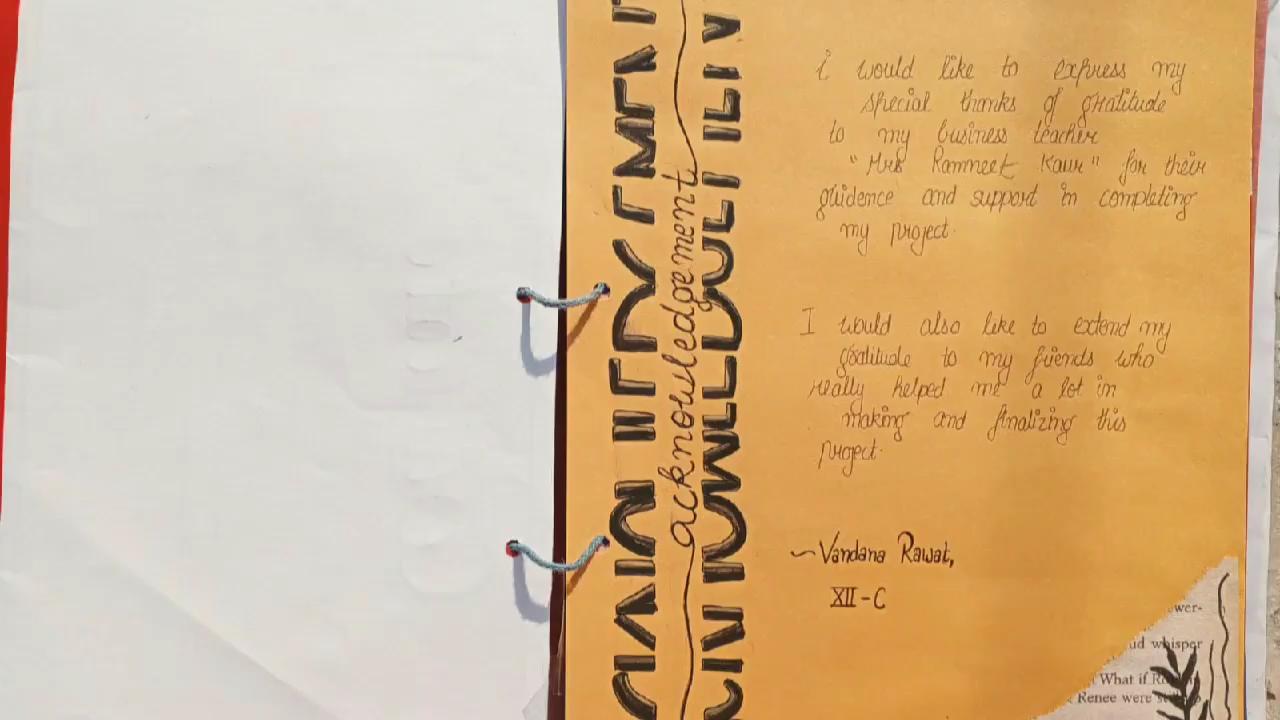 acknowledgement
i would like to express my
special thanks of gratitude
to my business teacher
"Mrs Ramneet Kaur" for their
guidence and support in completing
my project.
I would also like to extend my
gratitude to my friends who
really helped me a lot in
making and finalizing this
project.
~Vandana Rawat,
XII-C
ewer-
whisper
What if
Renee were